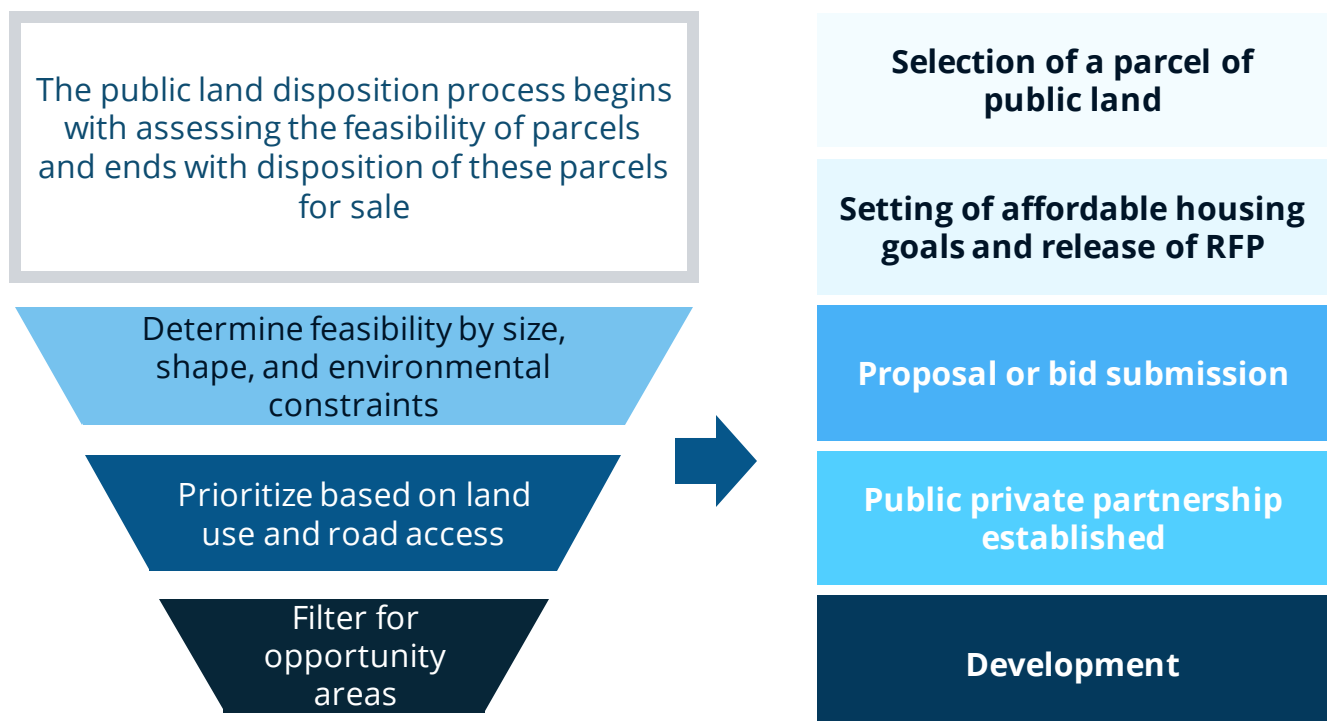 The public land disposition process begins
with assessing the feasibility of parcels
and ends with disposition of these parcels
for sale
Determine feasibility by size,
shape, and environmental
constraints
Prioritize based on land
use and road access
Filter for
opportunity
areas
Selection of a parcel of
public land
Setting of affordable housing
goals and release of RFP
Proposal or bid submission
Public private partnership
established
Development